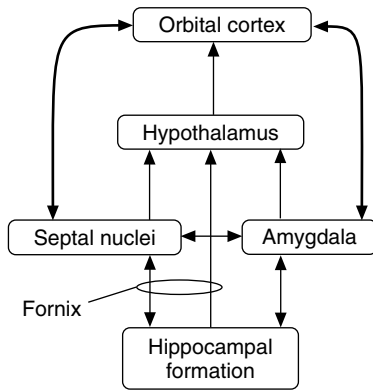 Orbital cortex
Hypothalamus
Septal nuclei
Amygdala
Fornix
Hippocampal
formation